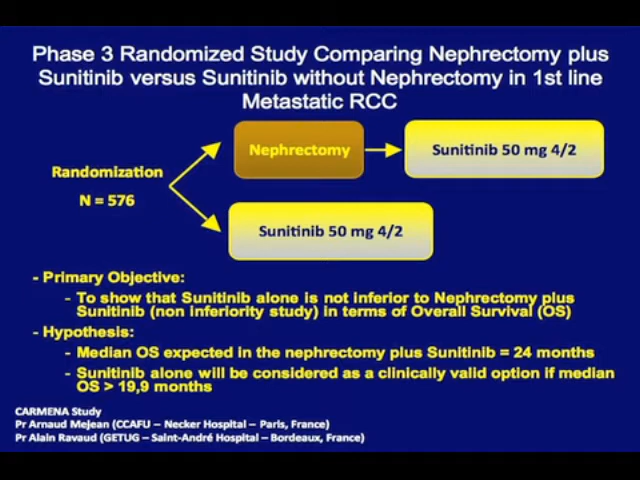 Phase 3 Randomized Study Comparing Nephrectomy plus
Sunitinib versus Sunitinib without Nephrectomy in 1st line
Metastatic RCC
Nephrectomy
Sunitinib 50 mg 4/2
Randomization
N = 576
Sunitinib 50 mg 4/2
- Primary Objective:
- To show that Sunitinib alone is not inferior to Nephrectomy plus
Sunitinib (non inferiority study) in terms of Overall Survival (OS)
- Hypothesis:
- Median OS expected in the nephrectomy plus Sunitinib = 24 months
- Sunitinib alone will be considered as a clinically valid option if median
OS > 19,9 months
CARMENA Study
Pr Arnaud Mejean (CCAFU – Necker Hospital – Paris, France)
Pr Alain Ravaud (GETUG – Saint-André Hospital – Bordeaux, France)